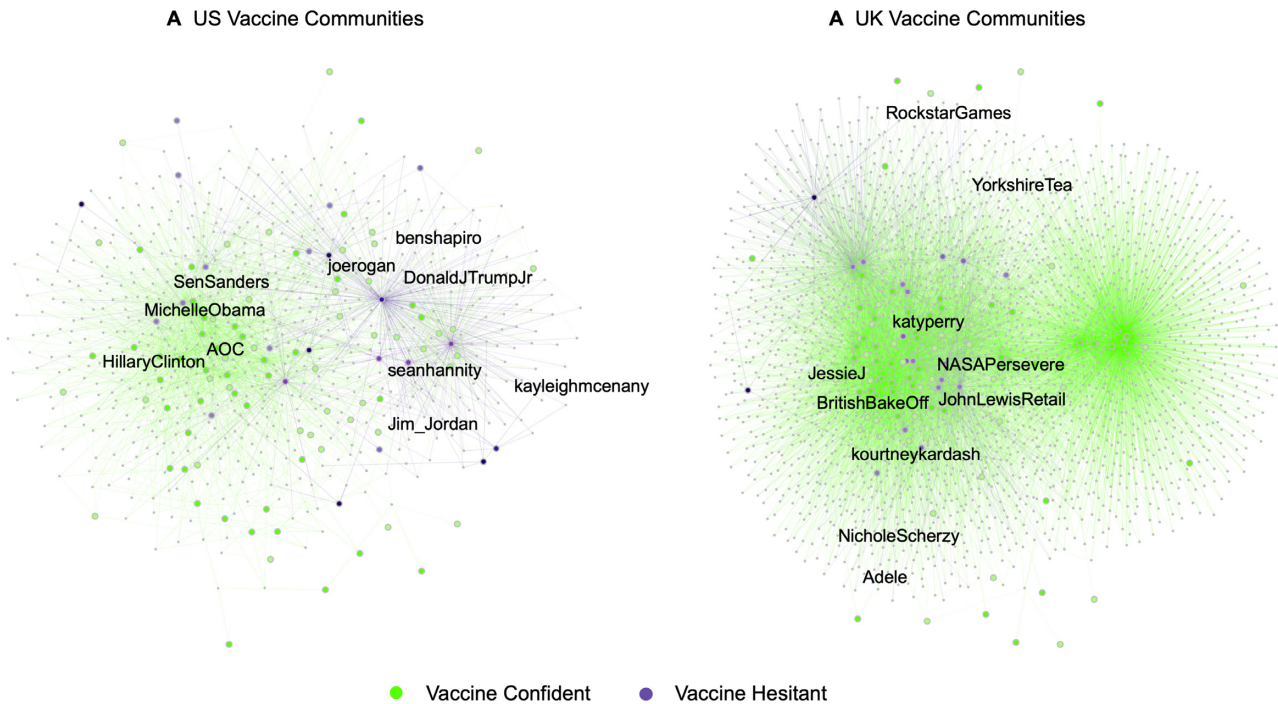 A US Vaccine Communities
A UK Vaccine Communities
RockstarGames
YorkshireTea
benshapiro
joerogan
DonaldJTrumpJr
SenSanders
MichelleObama
katyperry
AOC
HillaryClinton
NASAPersevere
seanhannity
JessieJ
kayleighmcenany
BritishBakeOff
JohnLewisRetail
Jim_Jordan
kourtneykardash
NicholeScherzy
Adele
Vaccine Confident
Vaccine Hesitant